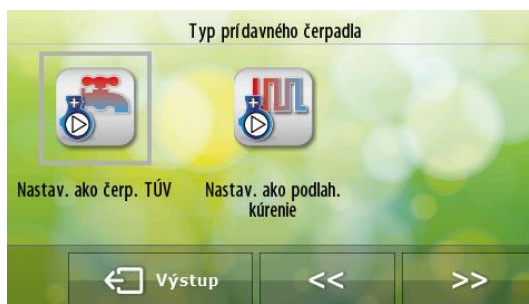 Typ prídavného čerpadla
Nastav. ako čerp. TÚV
Nastav. ako podlah.
kúrenie
Výstup
<<
>>